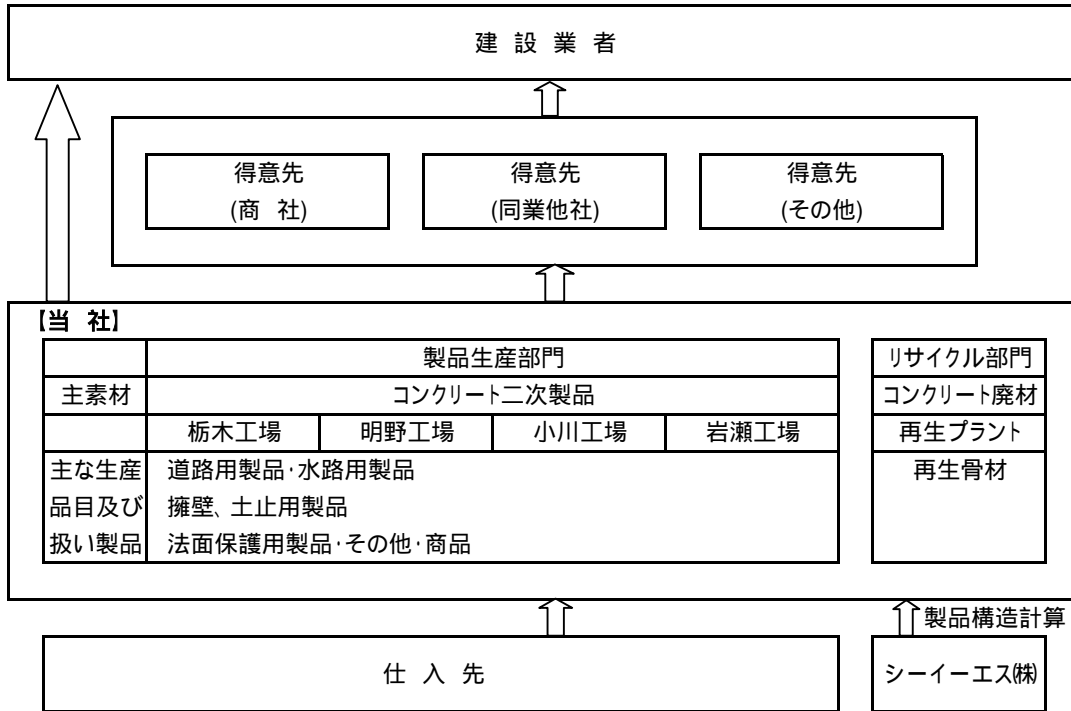 建 設 業 者
得意先 得意先 得意先
(商 社) (同業他社) (その他)
【当 社】
製品生産部門 リサイクル部門
主素材 コンクリート二次製品 コンクリート廃材
栃木工場 明野工場 小川工場 岩瀬工場 再生プラント
主な生産 道路用製品・水路用製品 再生骨材
品目及び 擁壁、土止用製品
扱い製品 法面保護用製品・その他・商品
製品構造計算
仕 入 先 シーイーエス㈱